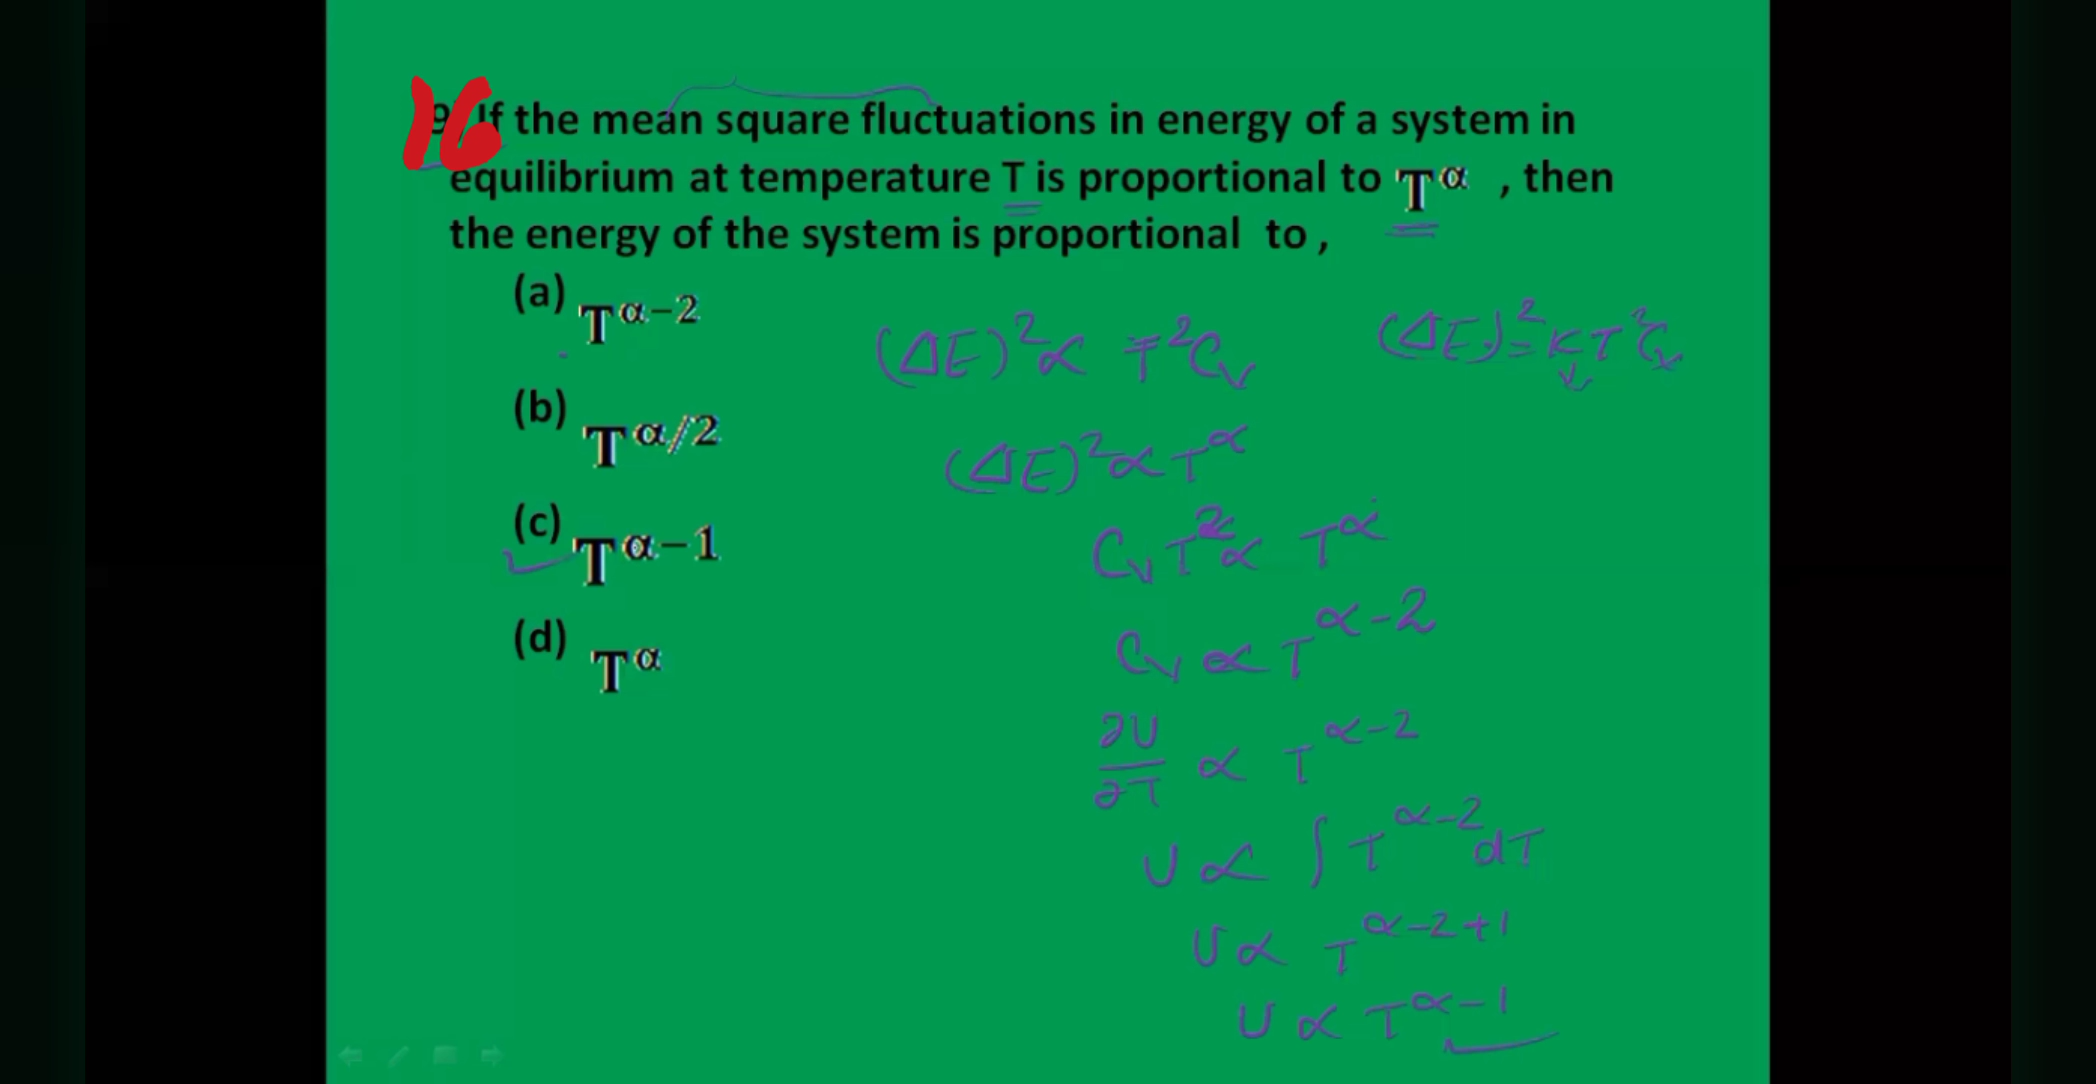 16
If the mean square fluctuations in energy of a system in
equilibrium at temperature T is proportional to T^α , then
the energy of the system is proportional to ,
(a) T^α−2
(b) T^α/2
(c) T^α−1
(d) T^α
(ΔE)² ∝ T²Cv
(ΔE)² = KT²Cv
(ΔE)² ∝ T^α
CvT² ∝ T^α
Cv ∝ T^α-2
∂U/∂T ∝ T^α-2
U ∝ ∫ T^α-2 dT
U ∝ T^α-2+1
U ∝ T^α-1